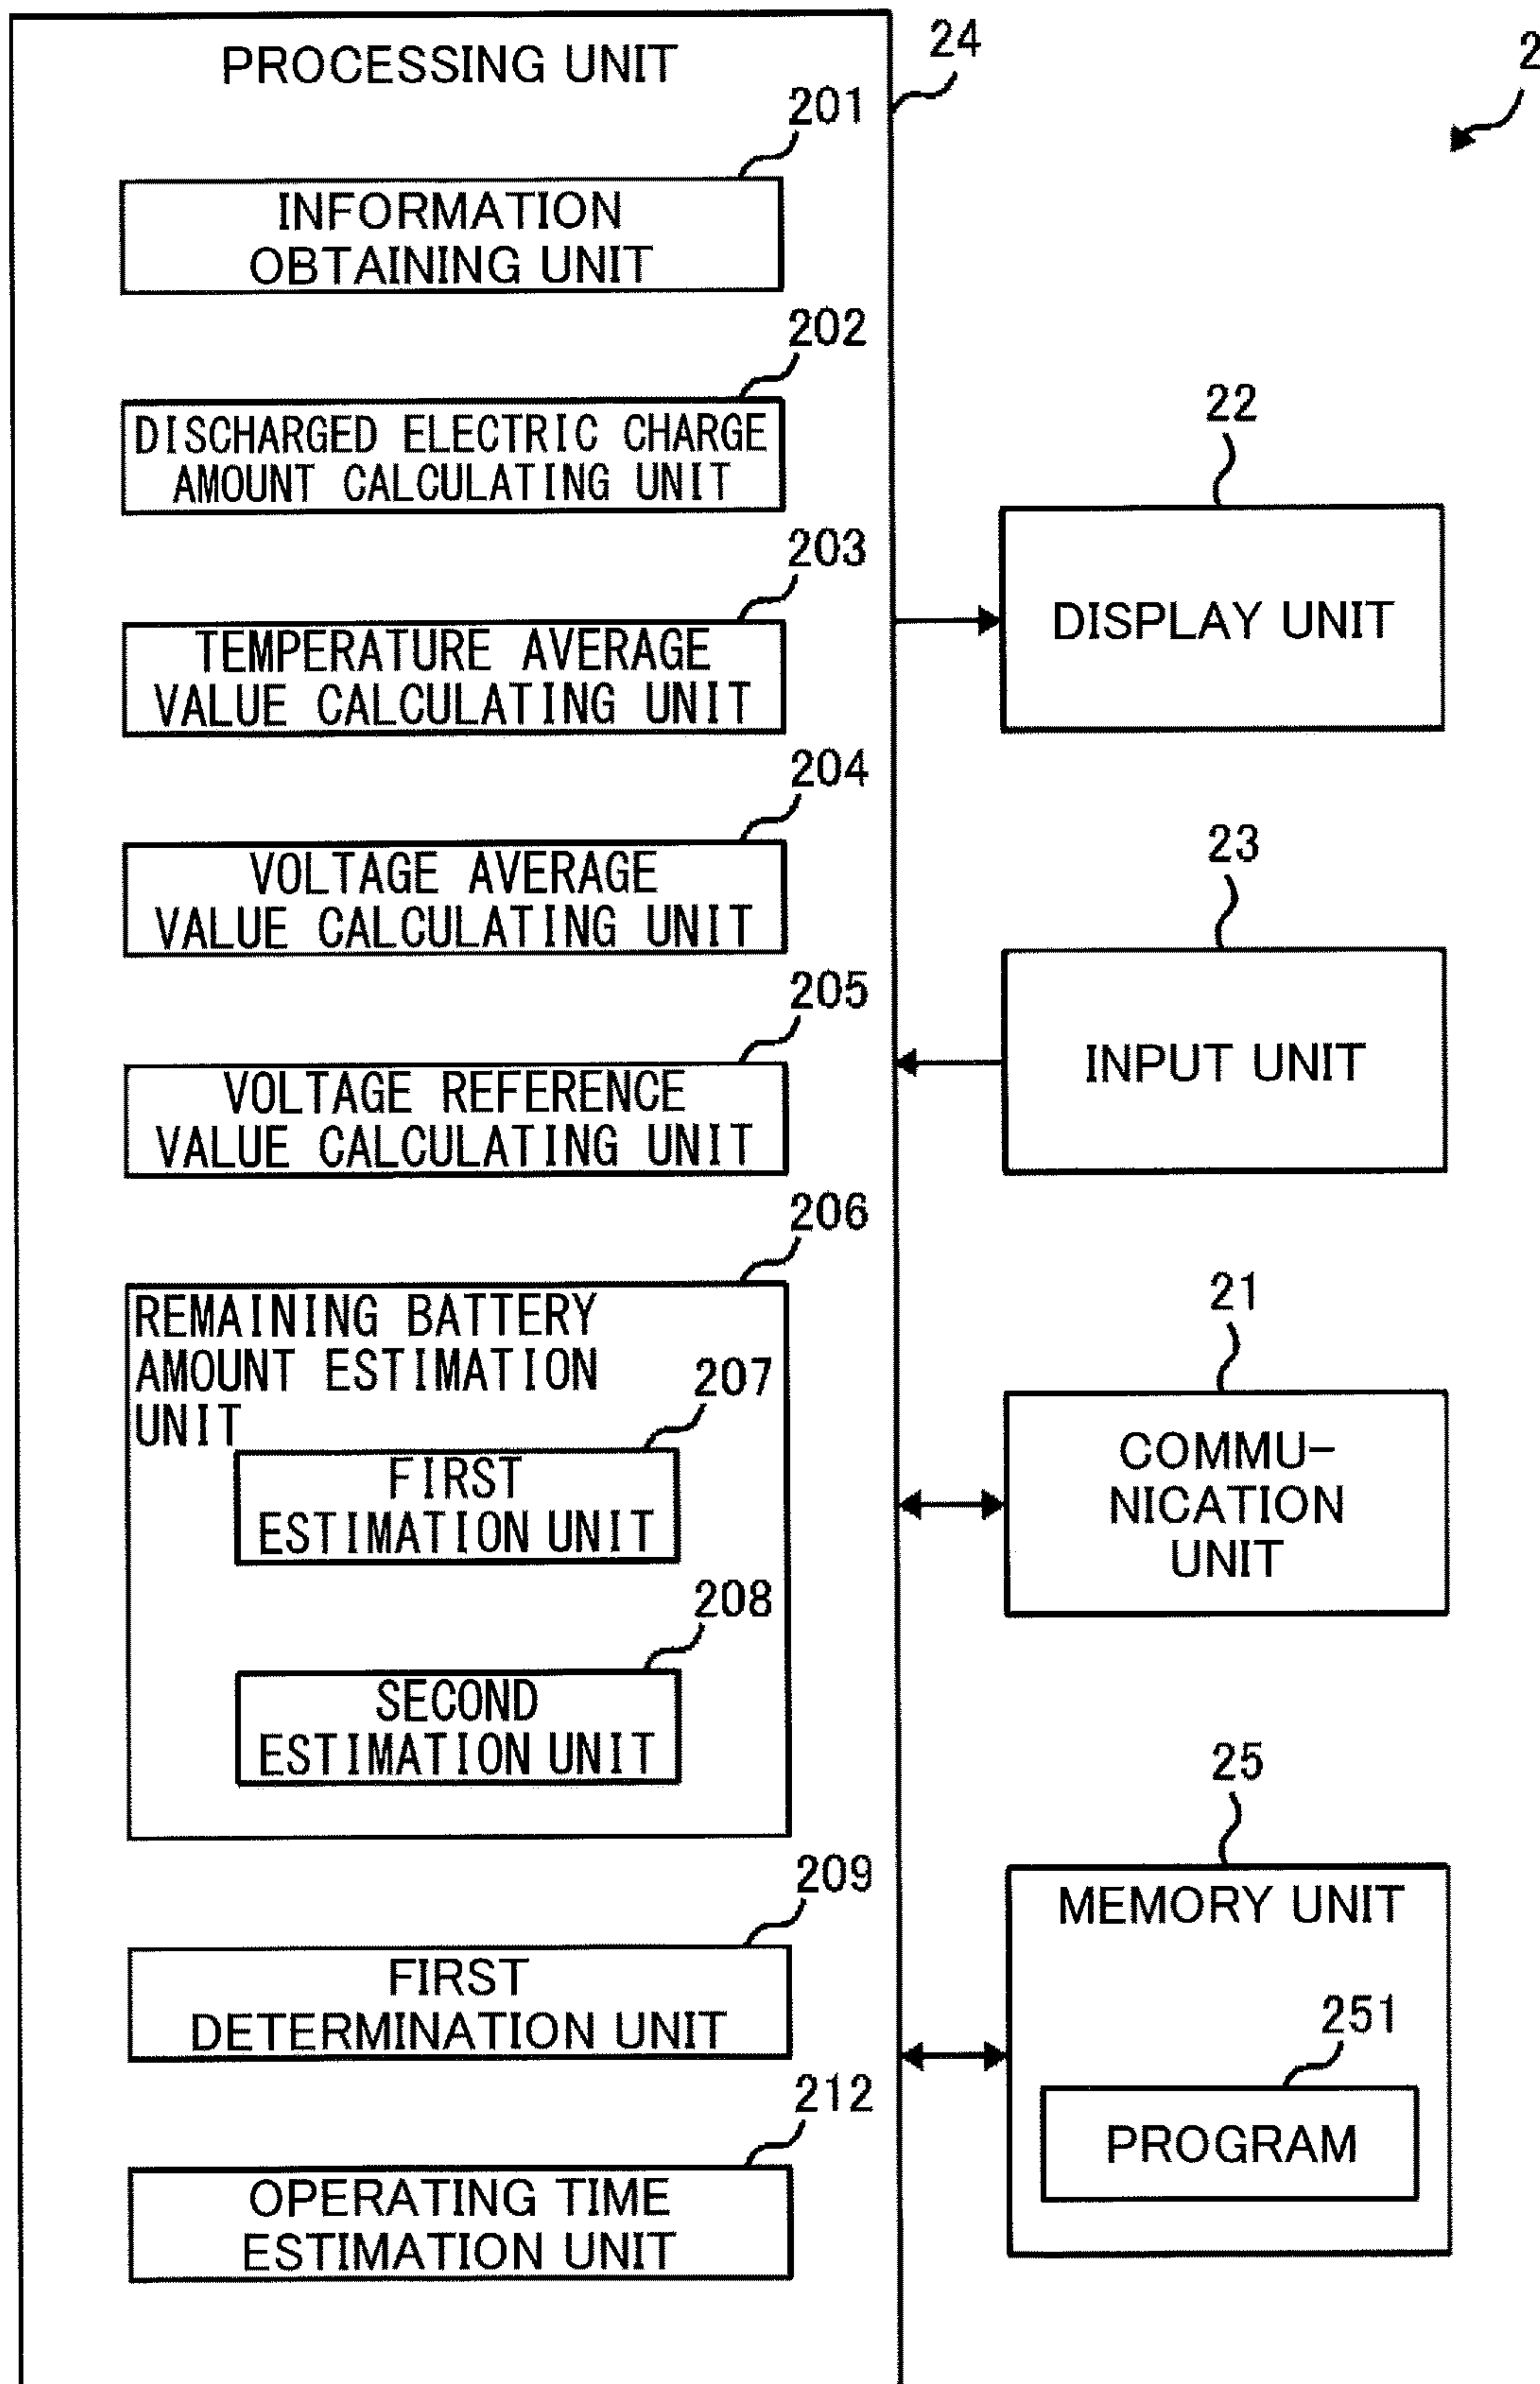 PROCESSING UNIT
24
2
201
INFORMATION
OBTAINING UNIT
202
DISCHARGED ELECTRIC CHARGE
AMOUNT CALCULATING UNIT
203
TEMPERATURE AVERAGE
VALUE CALCULATING UNIT
204
VOLTAGE AVERAGE
VALUE CALCULATING UNIT
205
VOLTAGE REFERENCE
VALUE CALCULATING UNIT
206
REMAINING BATTERY
AMOUNT ESTIMATION
UNIT
207
FIRST
ESTIMATION UNIT
208
SECOND
ESTIMATION UNIT
209
FIRST
DETERMINATION UNIT
212
OPERATING TIME
ESTIMATION UNIT
22
DISPLAY UNIT
23
INPUT UNIT
21
COMMU-
NICATION
UNIT
25
MEMORY UNIT
251
PROGRAM